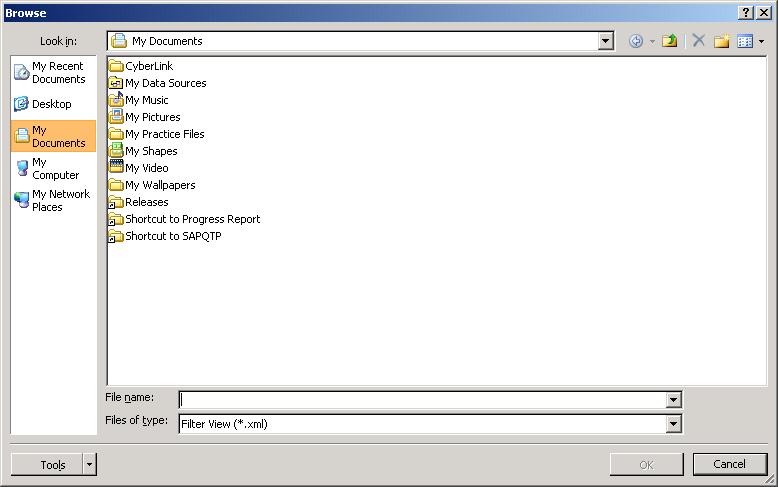 Browse
Look in:
My Documents
My Recent
Documents
Desktop
My
Documents
My
Computer
My Network
Places
CyberLink
My Data Sources
My Music
My Pictures
My Practice Files
My Shapes
My Video
My Wallpapers
Releases
Shortcut to Progress Report
Shortcut to SAPQTP
File name:
Files of type:
Filter View (*.xml)
Tools
OK
Cancel